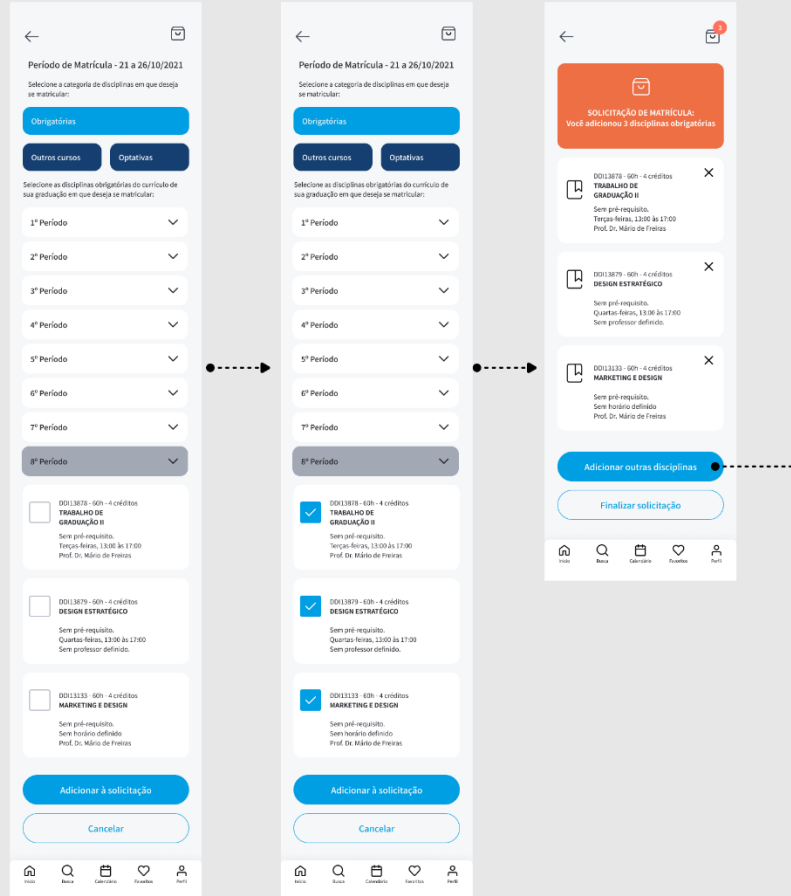 Período de Matrícula - 21 a 26/10/2021
Selecione a categoria de disciplinas em que deseja
se matricular:
Obrigatórias
Outros cursos
Optativas
Selecione as disciplinas obrigatórias do currículo de
sua graduação em que deseja se matricular:
1º Período
2º Período
3º Período
4º Período
5º Período
6º Período
7º Período
8º Período
DDI13878 - 60h - 4 créditos
TRABALHO DE
GRADUAÇÃO II
Sem pré-requisito.
Terças-feiras, 13:00 às 17:00
Prof. Dr. Mário de Freiras
DDI13879 - 60h - 4 créditos
DESIGN ESTRATÉGICO
Sem pré-requisito.
Quartas-feiras, 13:00 às 17:00
Sem professor definido.
DDI13133 - 60h - 4 créditos
MARKETING E DESIGN
Sem pré-requisito.
Sem horário definido
Prof. Dr. Mário de Freiras
Adicionar à solicitação
Cancelar
Início
Busca
Calendário
Favoritos
Perfil
Período de Matrícula - 21 a 26/10/2021
Selecione a categoria de disciplinas em que deseja
se matricular:
Obrigatórias
Outros cursos
Optativas
Selecione as disciplinas obrigatórias do currículo de
sua graduação em que deseja se matricular:
1º Período
2º Período
3º Período
4º Período
5º Período
6º Período
7º Período
8º Período
DDI13878 - 60h - 4 créditos
TRABALHO DE
GRADUAÇÃO II
Sem pré-requisito.
Terças-feiras, 13:00 às 17:00
Prof. Dr. Mário de Freiras
DDI13879 - 60h - 4 créditos
DESIGN ESTRATÉGICO
Sem pré-requisito.
Quartas-feiras, 13:00 às 17:00
Sem professor definido.
DDI13133 - 60h - 4 créditos
MARKETING E DESIGN
Sem pré-requisito.
Sem horário definido
Prof. Dr. Mário de Freiras
Adicionar à solicitação
Cancelar
Início
Busca
Calendário
Favoritos
Perfil
3
SOLICITAÇÃO DE MATRÍCULA:
Você adicionou 3 disciplinas obrigatórias
DDI13878 - 60h - 4 créditos
TRABALHO DE
GRADUAÇÃO II
Sem pré-requisito.
Terças-feiras, 13:00 às 17:00
Prof. Dr. Mário de Freiras
DDI13879 - 60h - 4 créditos
DESIGN ESTRATÉGICO
Sem pré-requisito.
Quartas-feiras, 13:00 às 17:00
Sem professor definido.
DDI13133 - 60h - 4 créditos
MARKETING E DESIGN
Sem pré-requisito.
Sem horário definido
Prof. Dr. Mário de Freiras
Adicionar outras disciplinas
Finalizar solicitação
Início
Busca
Calendário
Favoritos
Perfil